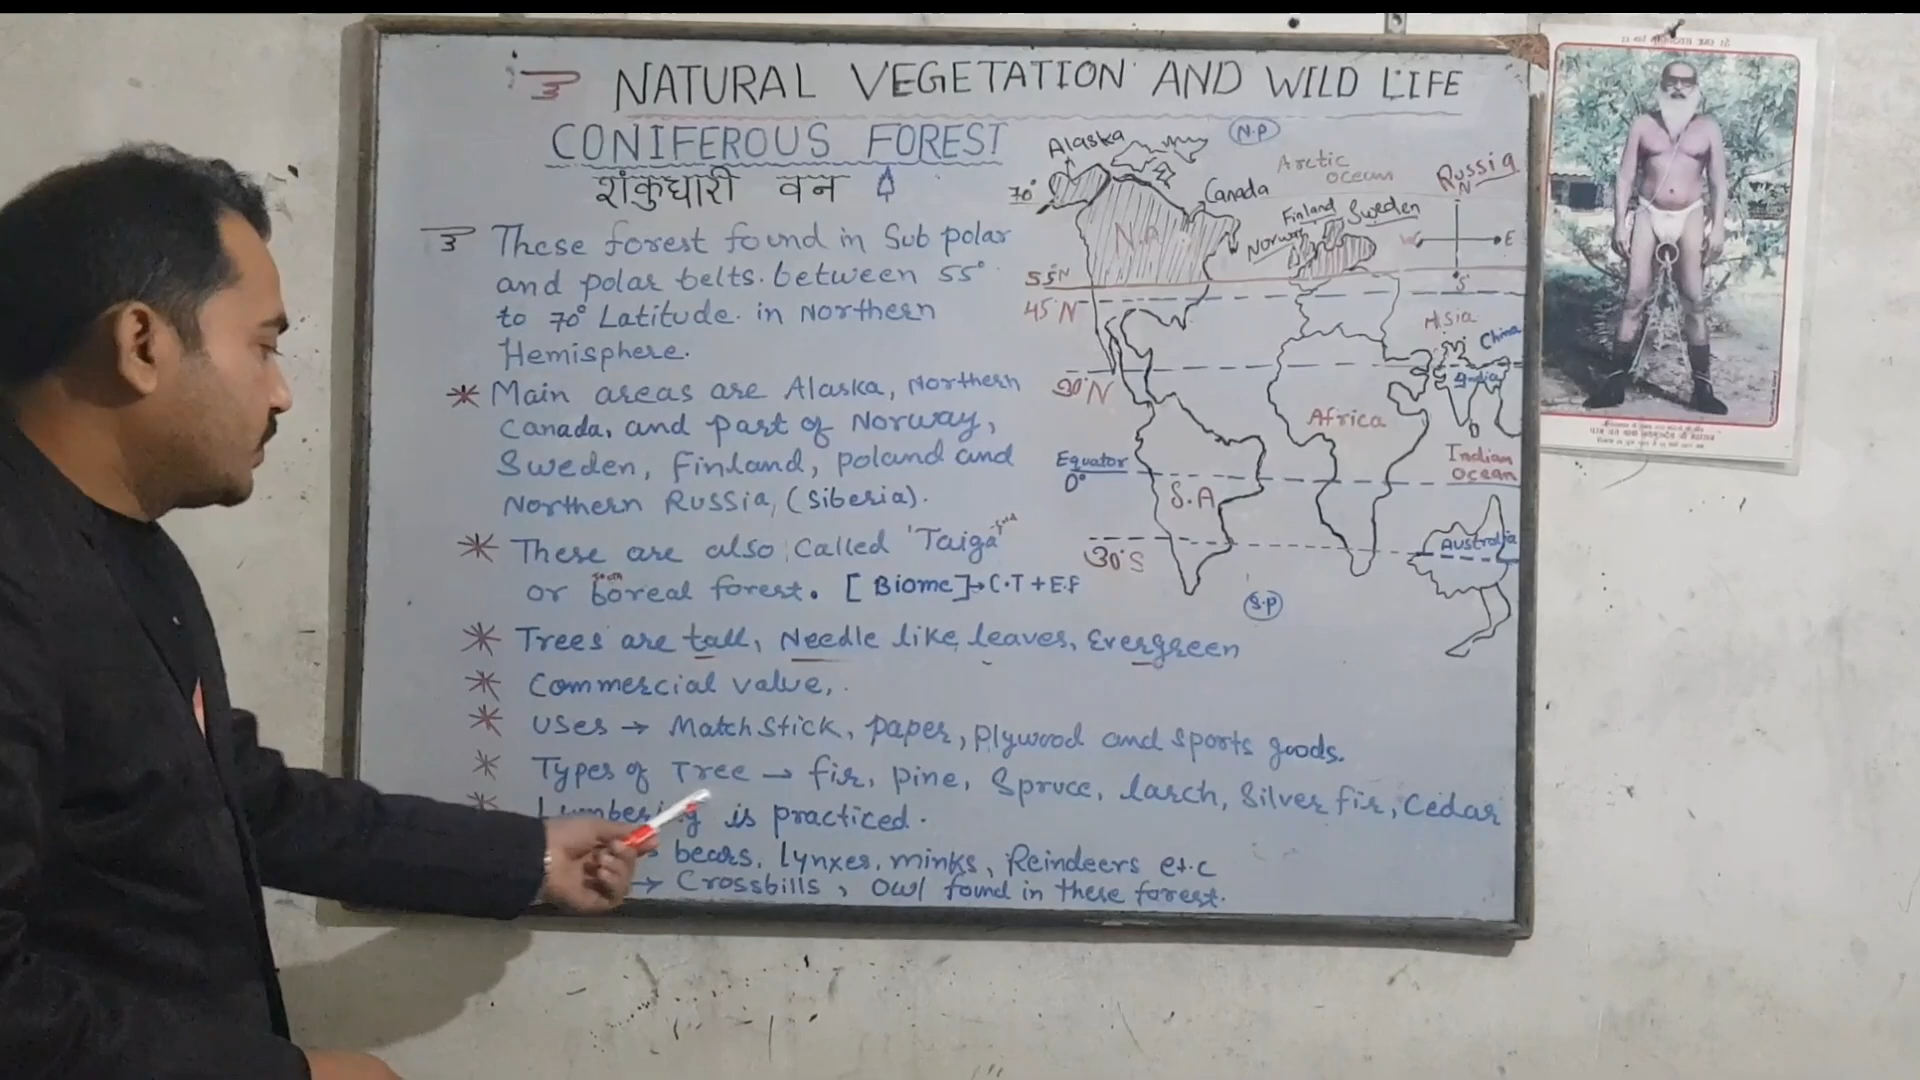 NATURAL VEGETATION AND WILD LIFE
CONIFEROUS FOREST
शंकुधारी वन
These forest found in Sub polar
and polar belts. between 55°
to 70° Latitude. in Northern
Hemisphere.
Main areas are Alaska, Northern
Canada, and part of Norway,
Sweden, Finland, poland and
Northern Russia, (Siberia).
These are also called 'Taiga'
or boreal forest. [Biome]→C.T + E.F
Trees are tall, Needle like leaves, Evergreen
Commercial value,.
Uses → Match Stick, paper, plywood and sports goods.
Types of Tree → fir, pine, Spruce, larch, Silver fir, Cedar
is practiced.
bears, Lynxes, minks, Reindeers etc
→ Crossbills, Owl found in these forest.
Alaska
N.P
Arctic
ocean
Russia
70°
Canada
Finland
Sweden
Norway
N.A
N
E
S
55°N
45°N
Asia
China
India
30°N
Africa
Equator
0°
Indian
Ocean
S.A
Australia
30°S
S.P